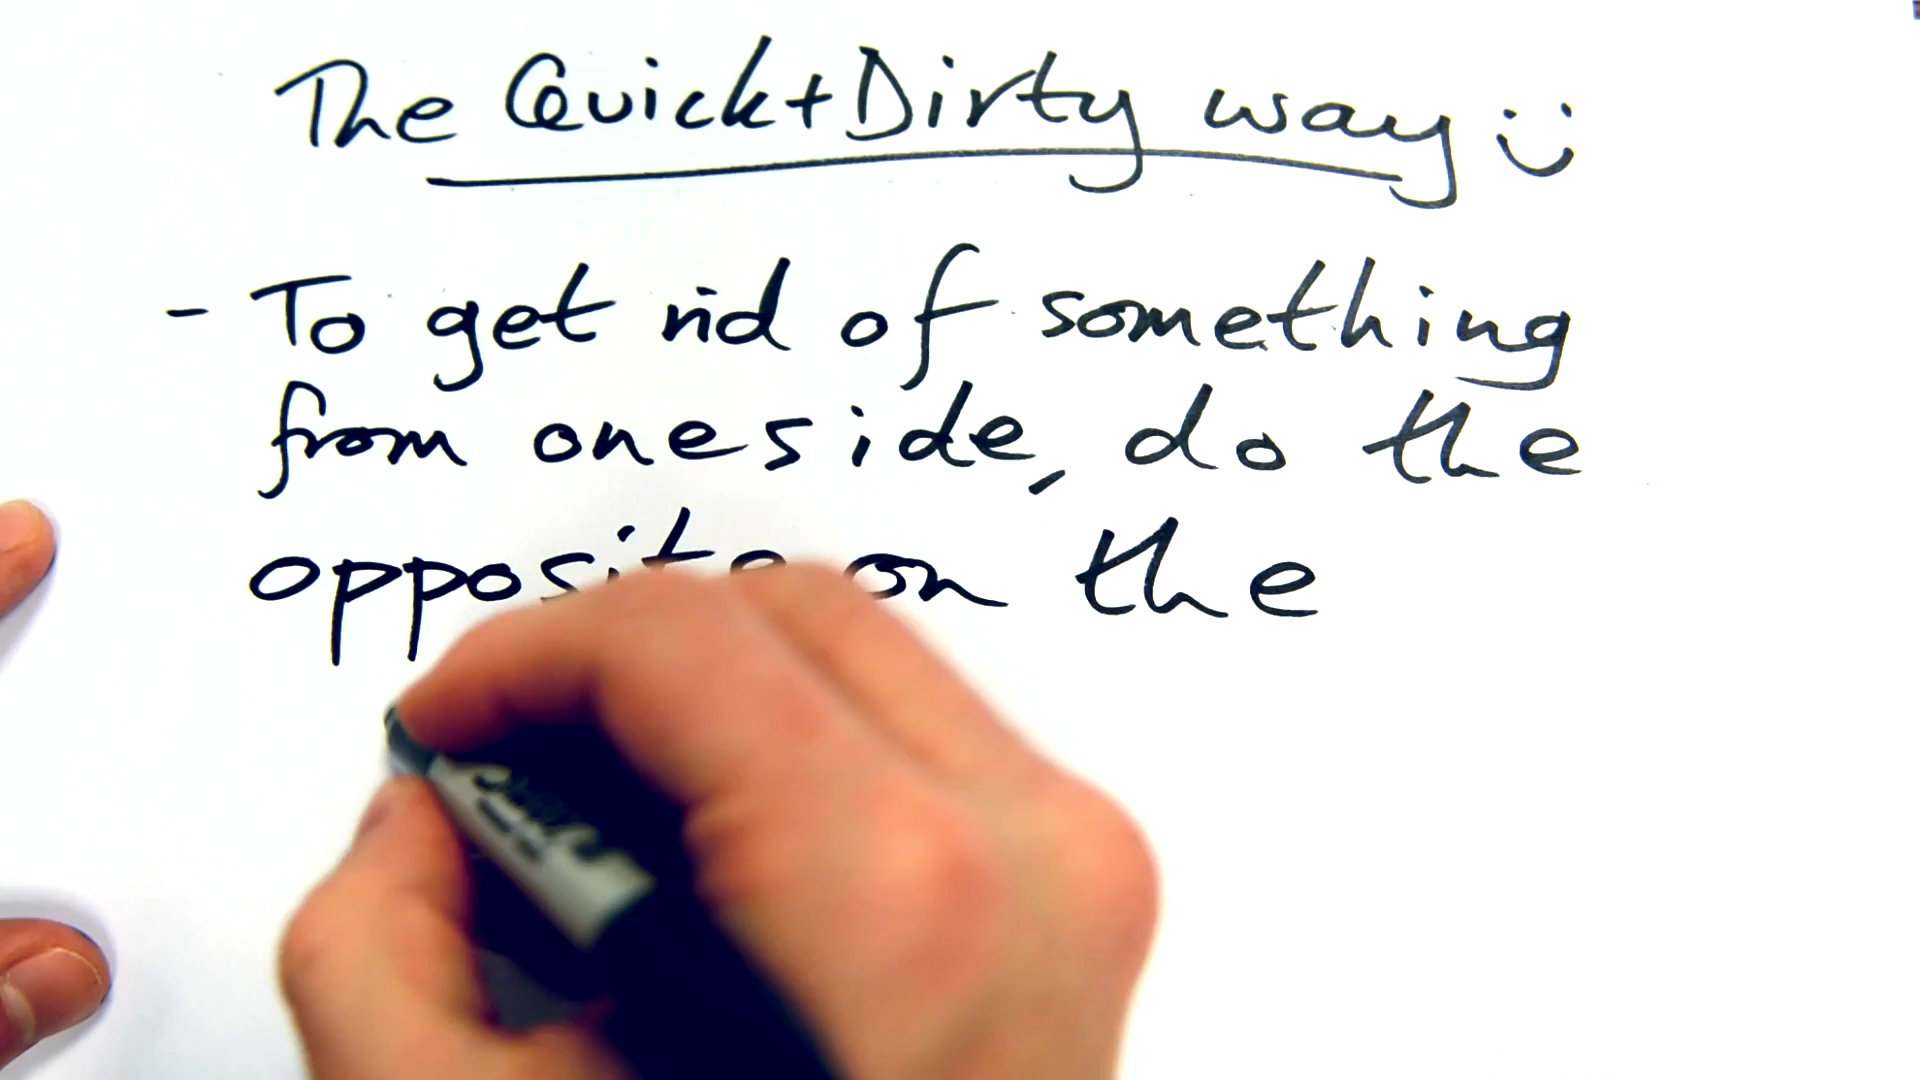 The Quick+Dirty way :)
- To get rid of something
from one side, do the
opposite on the